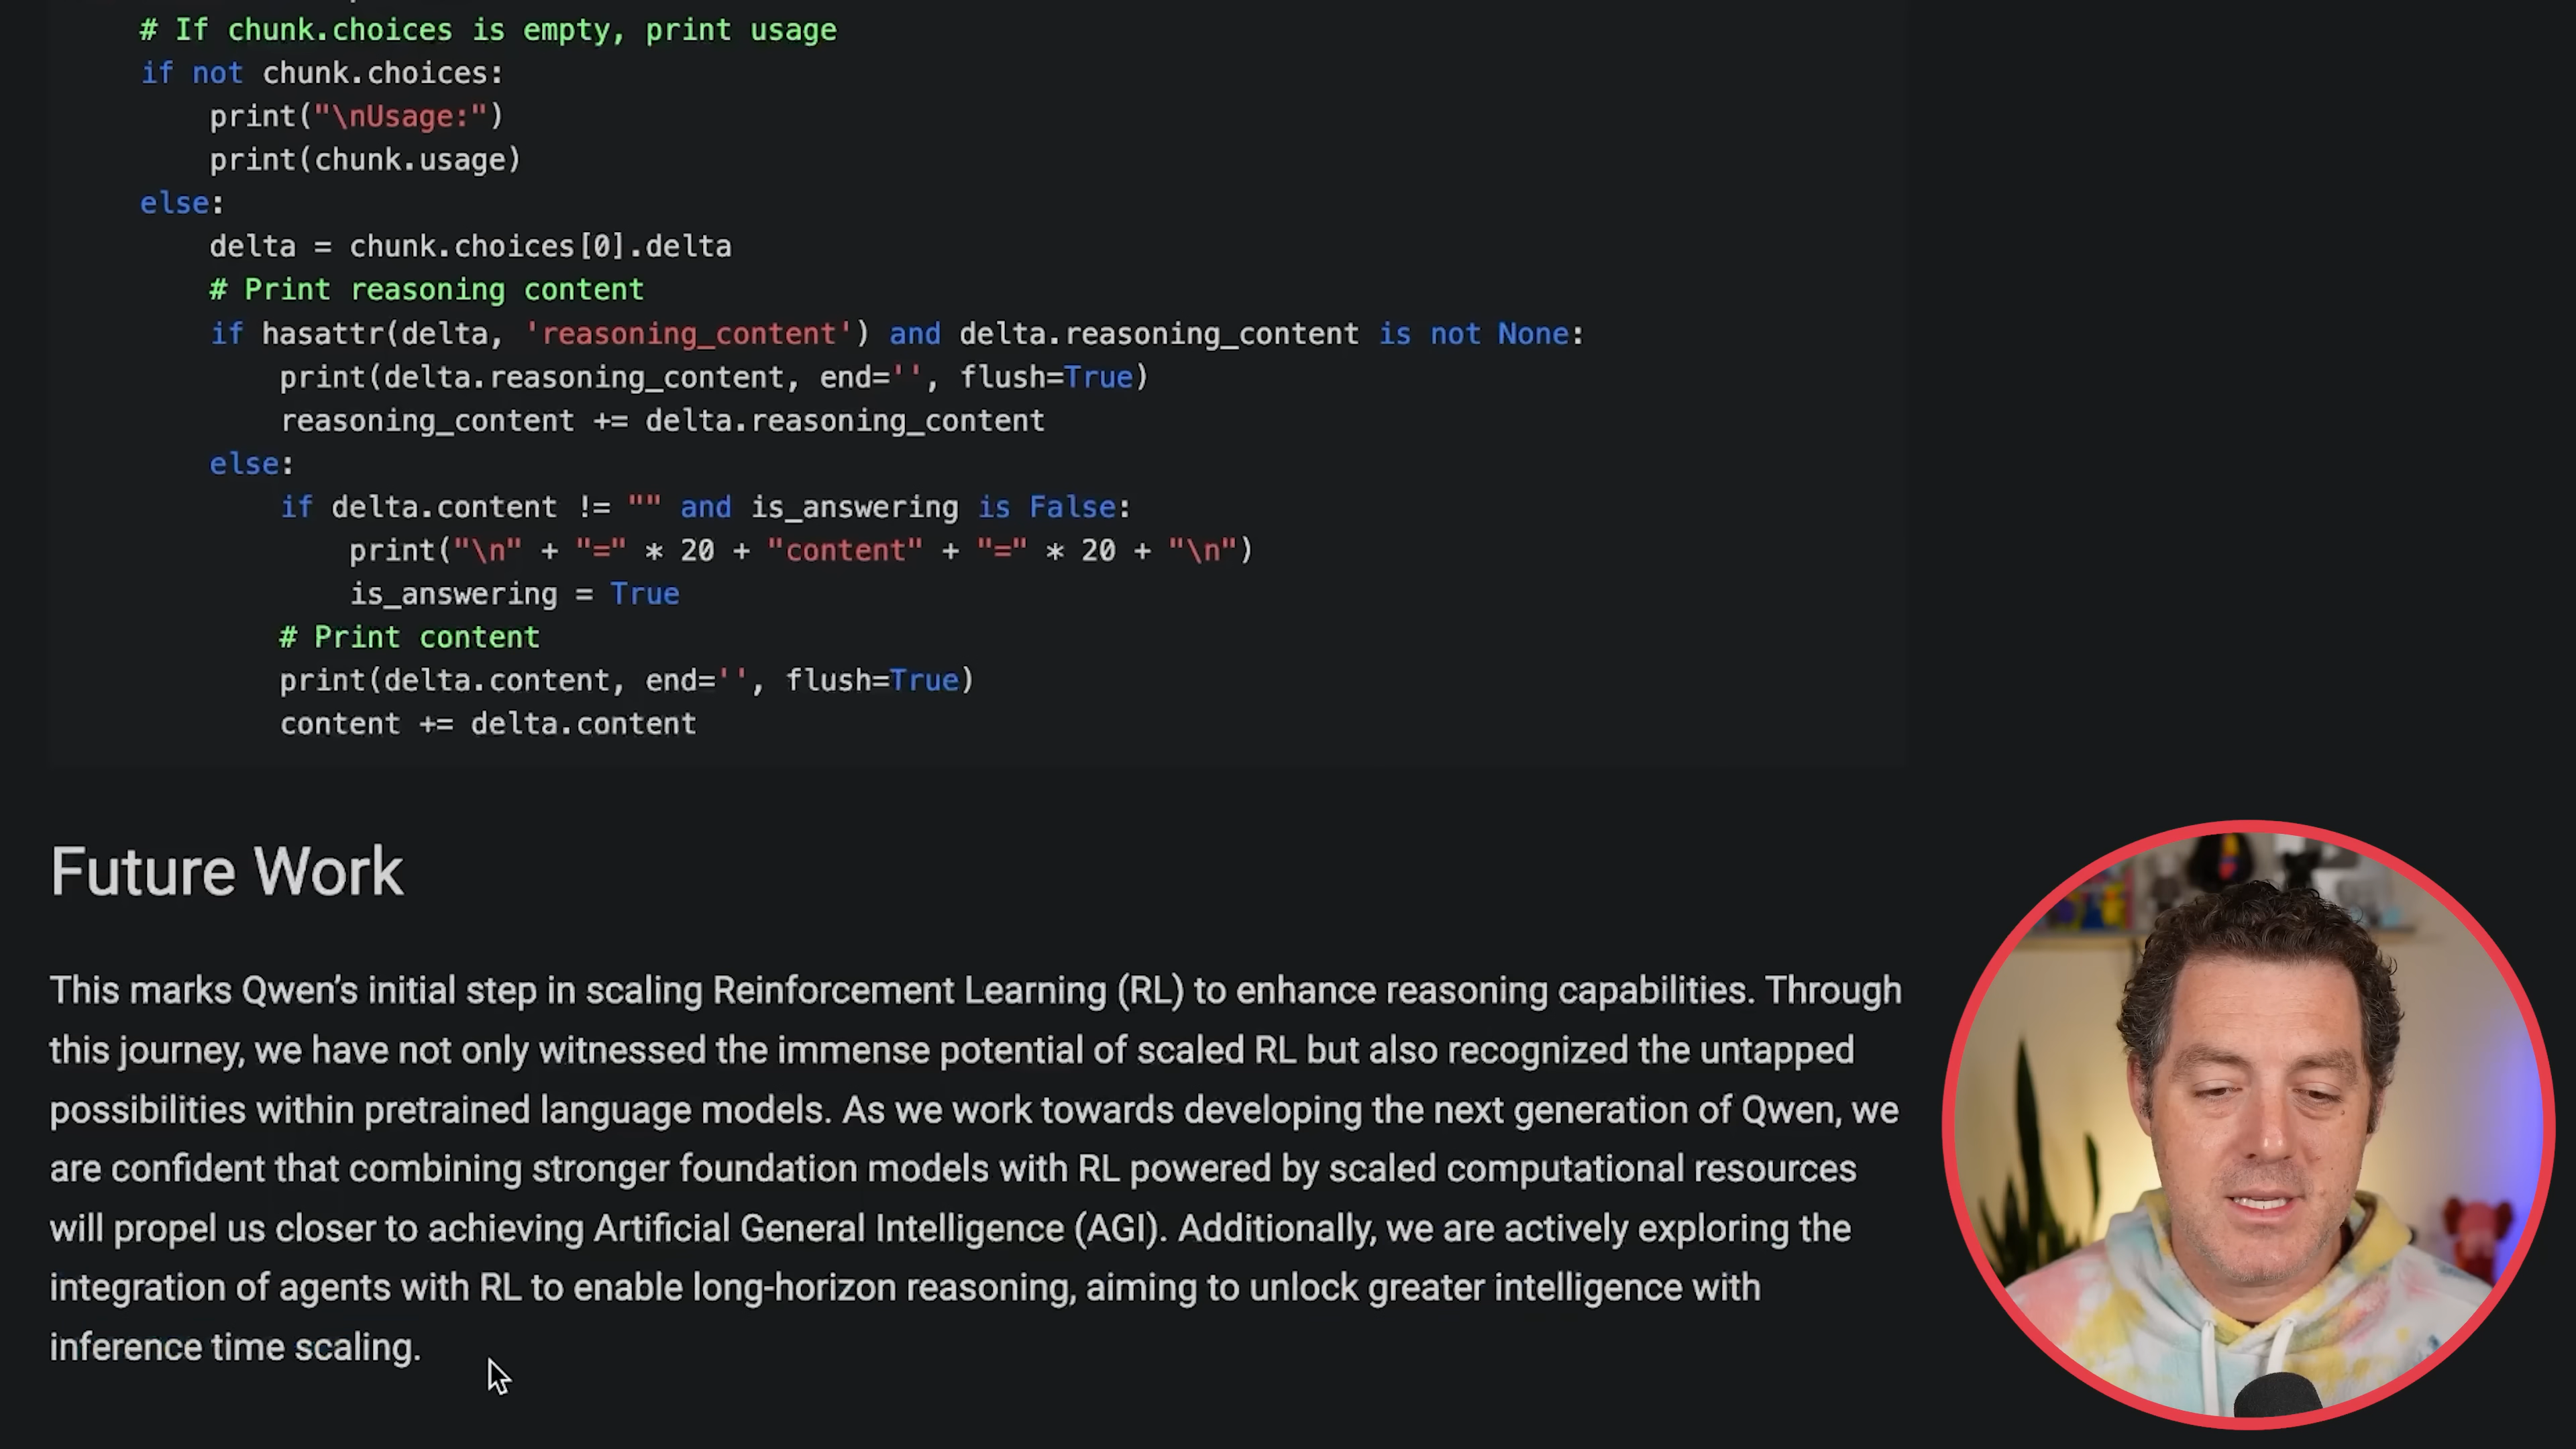 # If chunk.choices is empty, print usage
if not chunk.choices:
print("\nUsage:")
print(chunk.usage)
else:
delta = chunk.choices[0].delta
# Print reasoning content
if hasattr(delta, 'reasoning_content') and delta.reasoning_content is not None:
print(delta.reasoning_content, end='', flush=True)
reasoning_content += delta.reasoning_content
else:
if delta.content != "" and is_answering is False:
print("\n" + "=" * 20 + "content" + "=" * 20 + "\n")
is_answering = True
# Print content
print(delta.content, end='', flush=True)
content += delta.content
Future Work
This marks Qwen’s initial step in scaling Reinforcement Learning (RL) to enhance reasoning capabilities. Through
this journey, we have not only witnessed the immense potential of scaled RL but also recognized the untapped
possibilities within pretrained language models. As we work towards developing the next generation of Qwen, we
are confident that combining stronger foundation models with RL powered by scaled computational resources
will propel us closer to achieving Artificial General Intelligence (AGI). Additionally, we are actively exploring the
integration of agents with RL to enable long-horizon reasoning, aiming to unlock greater intelligence with
inference time scaling.